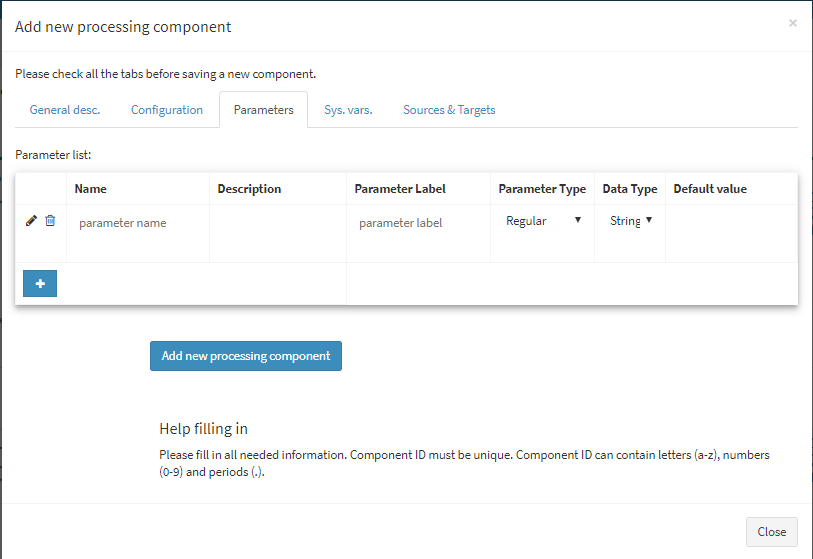 Add new processing component ×
Please check all the tabs before saving a new component.
General desc. Configuration Parameters Sys. vars. Sources & Targets
Parameter list:
Name Description Parameter Label Parameter Type Data Type Default value
parameter name parameter label Regular String
+
Add new processing component
Help filling in
Please fill in all needed information. Component ID must be unique. Component ID can contain letters (a-z), numbers
(0-9) and periods (.).
Close